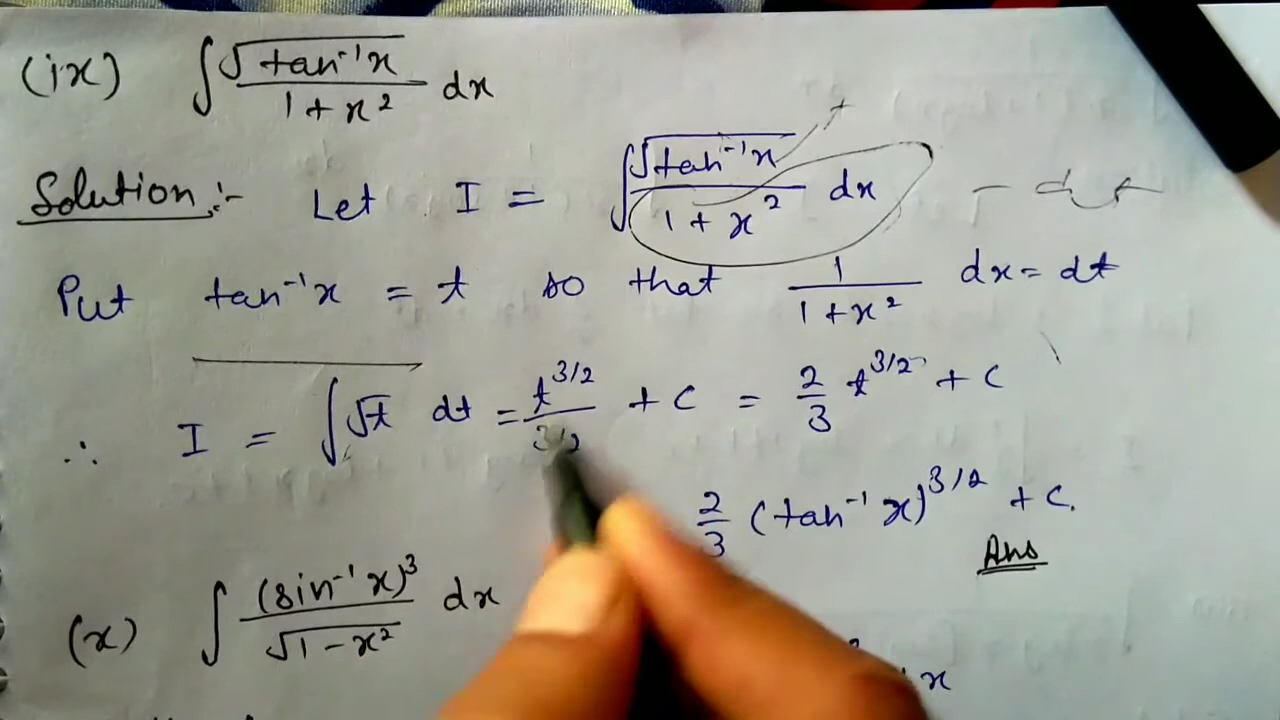 (ix) ∫ √(tan⁻¹x) / (1+x²) dx
Solution:- Let I = ∫ √(tan⁻¹x) / (1+x²) dx
Put tan⁻¹x = t so that 1/(1+x²) dx = dt
∴ I = ∫ √t dt = t^(3/2) / (3/2) + C = 2/3 t^(3/2) + C
2/3 (tan⁻¹ x)^(3/2) + C.
Ans
(x) ∫ (sin⁻¹x)³ / √(1-x²) dx